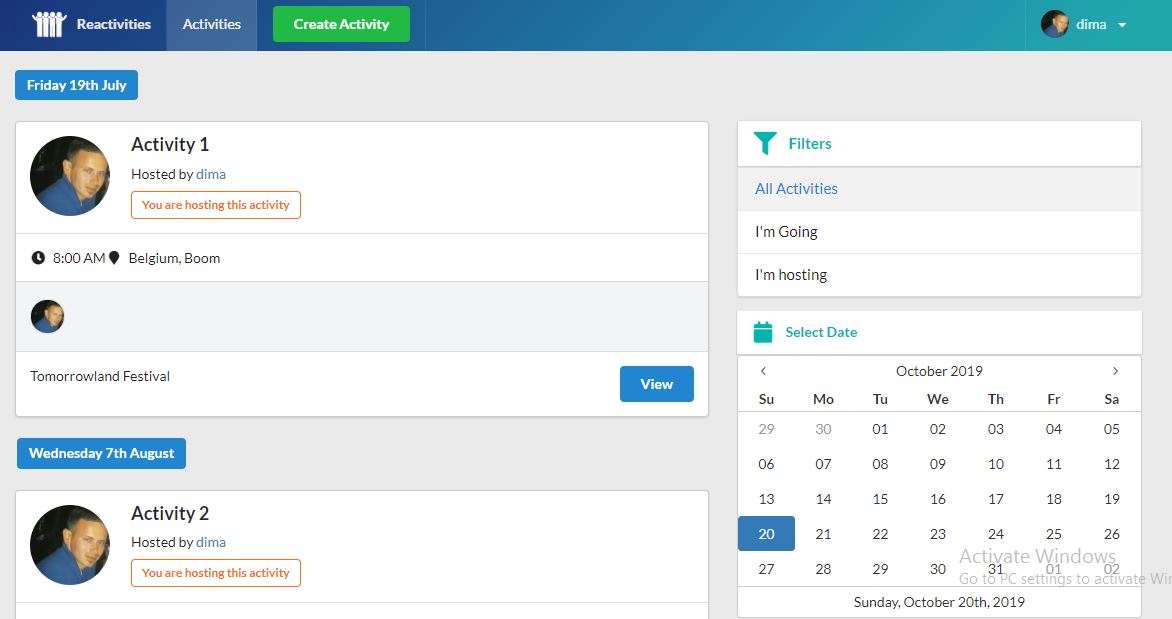 Reactivities Activities Create Activity dima
Friday 19th July
Activity 1
Hosted by dima
You are hosting this activity
8:00 AM Belgium, Boom
Tomorrowland Festival
View
Wednesday 7th August
Activity 2
Hosted by dima
You are hosting this activity
Filters
All Activities
I'm Going
I'm hosting
Select Date
October 2019
Su Mo Tu We Th Fr Sa
29 30 01 02 03 04 05
06 07 08 09 10 11 12
13 14 15 16 17 18 19
20 21 22 23 24 25 26
27 28 29 30 31 01 02
Sunday, October 20th, 2019
Activate Windows
Go to PC settings to activate Wi